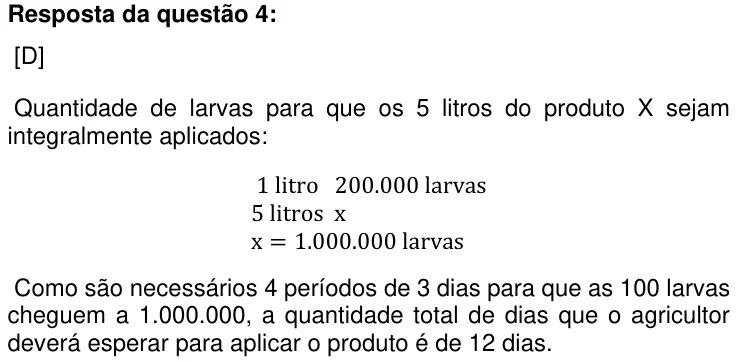 Resposta da questão 4:
[D]
Quantidade de larvas para que os 5 litros do produto X sejam
integralmente aplicados:
1 litro 200.000 larvas
5 litros x
x = 1.000.000 larvas
Como são necessários 4 períodos de 3 dias para que as 100 larvas
cheguem a 1.000.000, a quantidade total de dias que o agricultor
deverá esperar para aplicar o produto é de 12 dias.